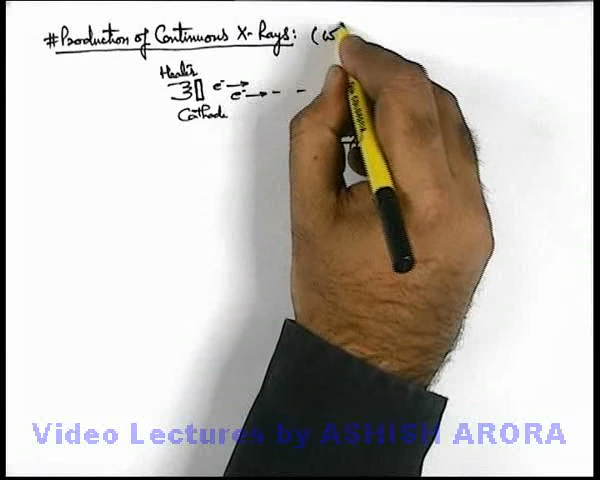 # Production of Continuous X-Rays: (W
Heater
e⁻ →
e⁻ → - -
Cathode
Video Lectures by ASHISH ARORA